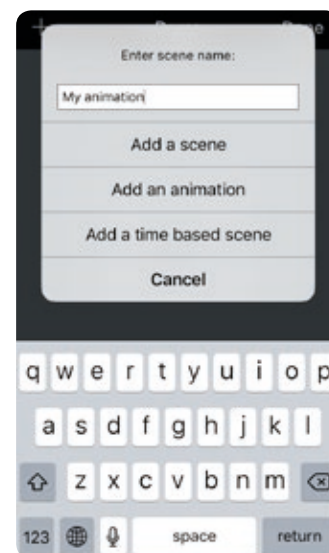 Enter scene name:
My animation
Add a scene
Add an animation
Add a time based scene
Cancel
q w e r t y u i o p
a s d f g h j k l
z x c v b n m
123 space return